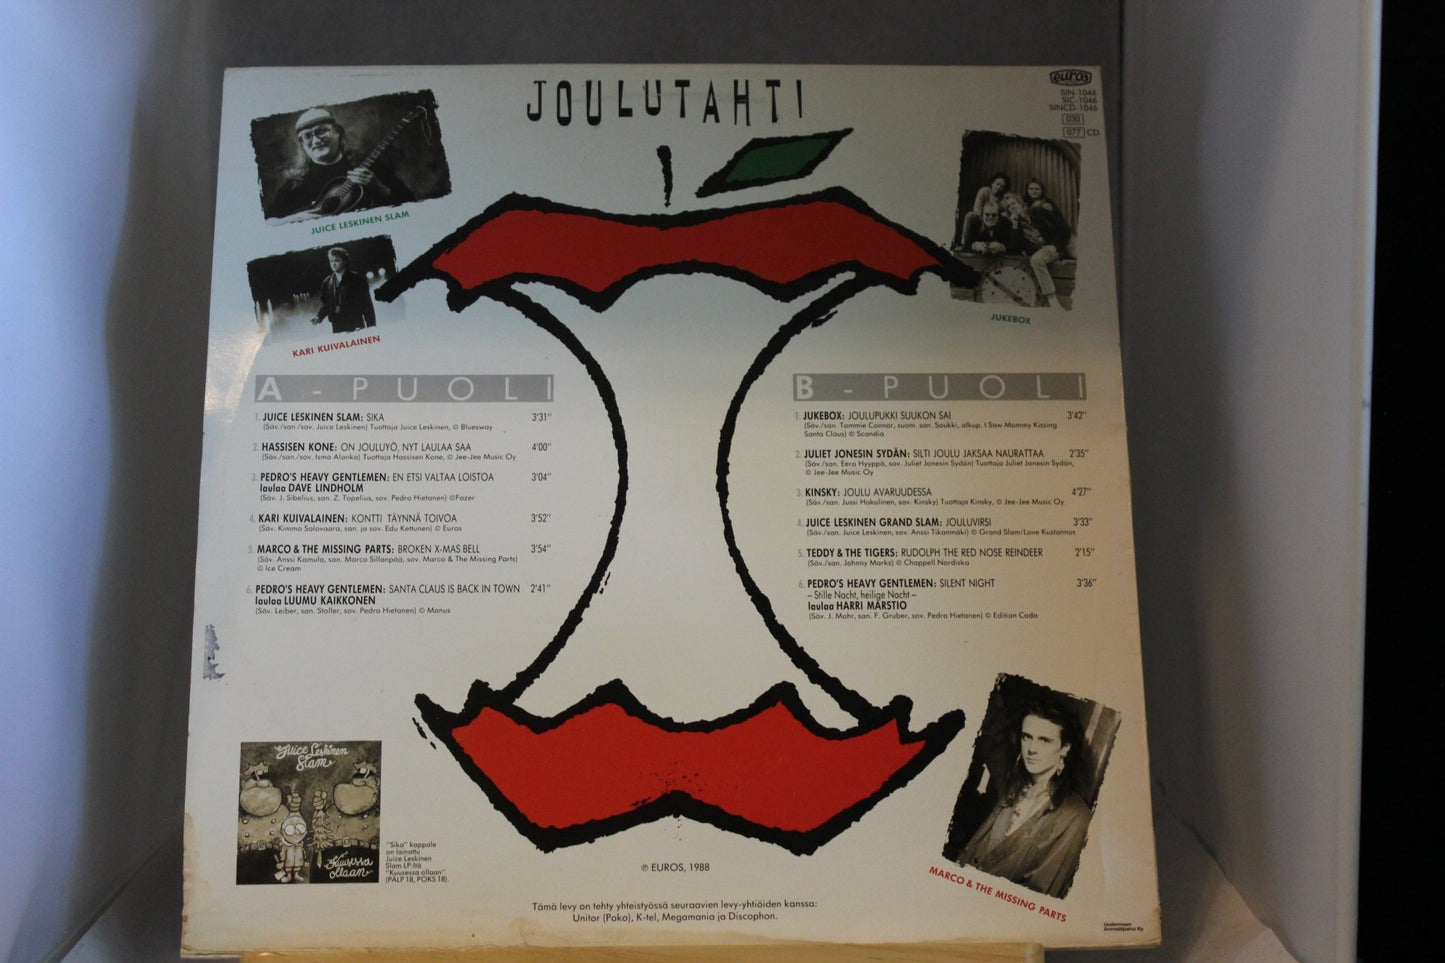 JOULUTAHTI
euros
SIN-1046
SIC-1046
SINCD-1046
030
077 CD
JUICE LESKINEN SLAM
KARI KUIVALAINEN
JUKEBOX
A - PUOLI
1. JUICE LESKINEN SLAM: SIKA 3'31"
(Säv./san./sov. Juice Leskinen) Tuottaja Juice Leskinen, © Bluesway
2. HASSISEN KONE: ON JOULUYÖ, NYT LAULAA SAA 4'00"
(Säv./san./sov. Ismo Alanko) Tuottaja Hassisen Kone, © Jee-Jee Music Oy
3. PEDRO'S HEAVY GENTLEMEN: EN ETSI VALTAA LOISTOA 3'04"
laulaa DAVE LINDHOLM
(Säv. J. Sibelius, san. Z. Topelius, sov. Pedro Hietanen) ©Fazer
4. KARI KUIVALAINEN: KONTTI TÄYNNÄ TOIVOA 3'52"
(Säv. Kimmo Salovaara, san. ja sov. Edu Kettunen) © Euros
5. MARCO & THE MISSING PARTS: BROKEN X-MAS BELL 3'54"
(Säv. Anssi Kamula, san. Marco Sillanpää, sov. Marco & The Missing Parts)
© Ice Cream
6. PEDRO'S HEAVY GENTLEMEN: SANTA CLAUS IS BACK IN TOWN 2'41"
laulaa LUUMU KAIKKONEN
(Säv. Leiber, san. Stoller, sov. Pedro Hietanen) © Manus
B - PUOLI
1. JUKEBOX: JOULUPUKKI SUUKON SAI 3'42"
(Säv./san. Tammie Connor, suom. san. Saukki, alkup. I Saw Mommy Kissing
Santa Claus) © Scandia
2. JULIET JONESIN SYDÄN: SILTI JOULU JAKSAA NAURATTAA 2'35"
(Säv./san. Eero Hyyppä, sov. Juliet Jonesin Sydän) Tuottaja Juliet Jonesin Sydän,
© Jee-Jee Music Oy
3. KINSKY: JOULU AVARUUDESSA 4'27"
(Säv./san. Jussi Hakulinen, sov. Kinsky) Tuottaja Kinsky, © Jee-Jee Music Oy
4. JUICE LESKINEN GRAND SLAM: JOULUVIRSI 3'33"
(Säv./san. Juice Leskinen, sov. Anssi Tikanmäki) © Grand Slam/Love Kustannus
5. TEDDY & THE TIGERS: RUDOLPH THE RED NOSE REINDEER 2'15"
(Säv./san. Johnny Marks) © Chappell Nordiska
6. PEDRO'S HEAVY GENTLEMEN: SILENT NIGHT 3'36"
– Stille Nacht, heilige Nacht –
laulaa HARRI MARSTIO
(Säv. J. Mohr, san. F. Gruber, sov. Pedro Hietanen) © Edition Coda
Juice Leskinen
Slam
Kuusessa
ollaan
"Sika" kappale
on lainattu
Juice Leskinen
Slam LP:ltä
"Kuusessa ollaan"
(PÄLP 18, POKS 18).
MARCO & THE MISSING PARTS
℗ EUROS, 1988
Tämä levy on tehty yhteistyössä seuraavien levy-yhtiöiden kanssa:
Unitor (Poko), K-tel, Megamania ja Discophon.
Uudenmaan
Ammattipaino Ky